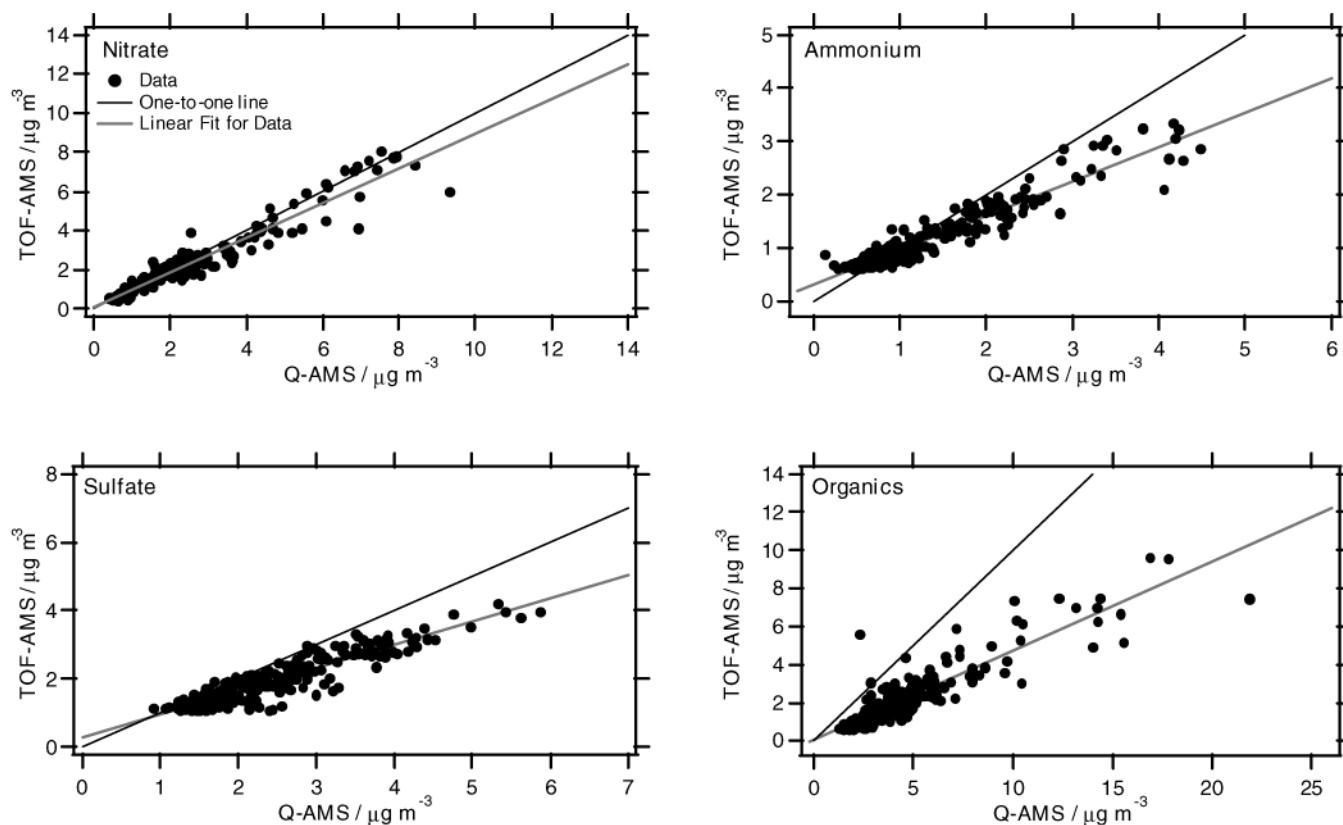 Nitrate
Data
One-to-one line
Linear Fit for Data
14
12
10
8
6
4
2
0
TOF-AMS / µg m⁻³
0 2 4 6 8 10 12 14
Q-AMS / µg m⁻³
Ammonium
5
4
3
2
1
0
TOF-AMS / µg m⁻³
0 1 2 3 4 5 6
Q-AMS / µg m⁻³
Sulfate
8
6
4
2
0
TOF-AMS / µg m⁻³
0 1 2 3 4 5 6 7
Q-AMS / µg m⁻³
Organics
14
12
10
8
6
4
2
0
TOF-AMS / µg m⁻³
0 5 10 15 20 25
Q-AMS / µg m⁻³